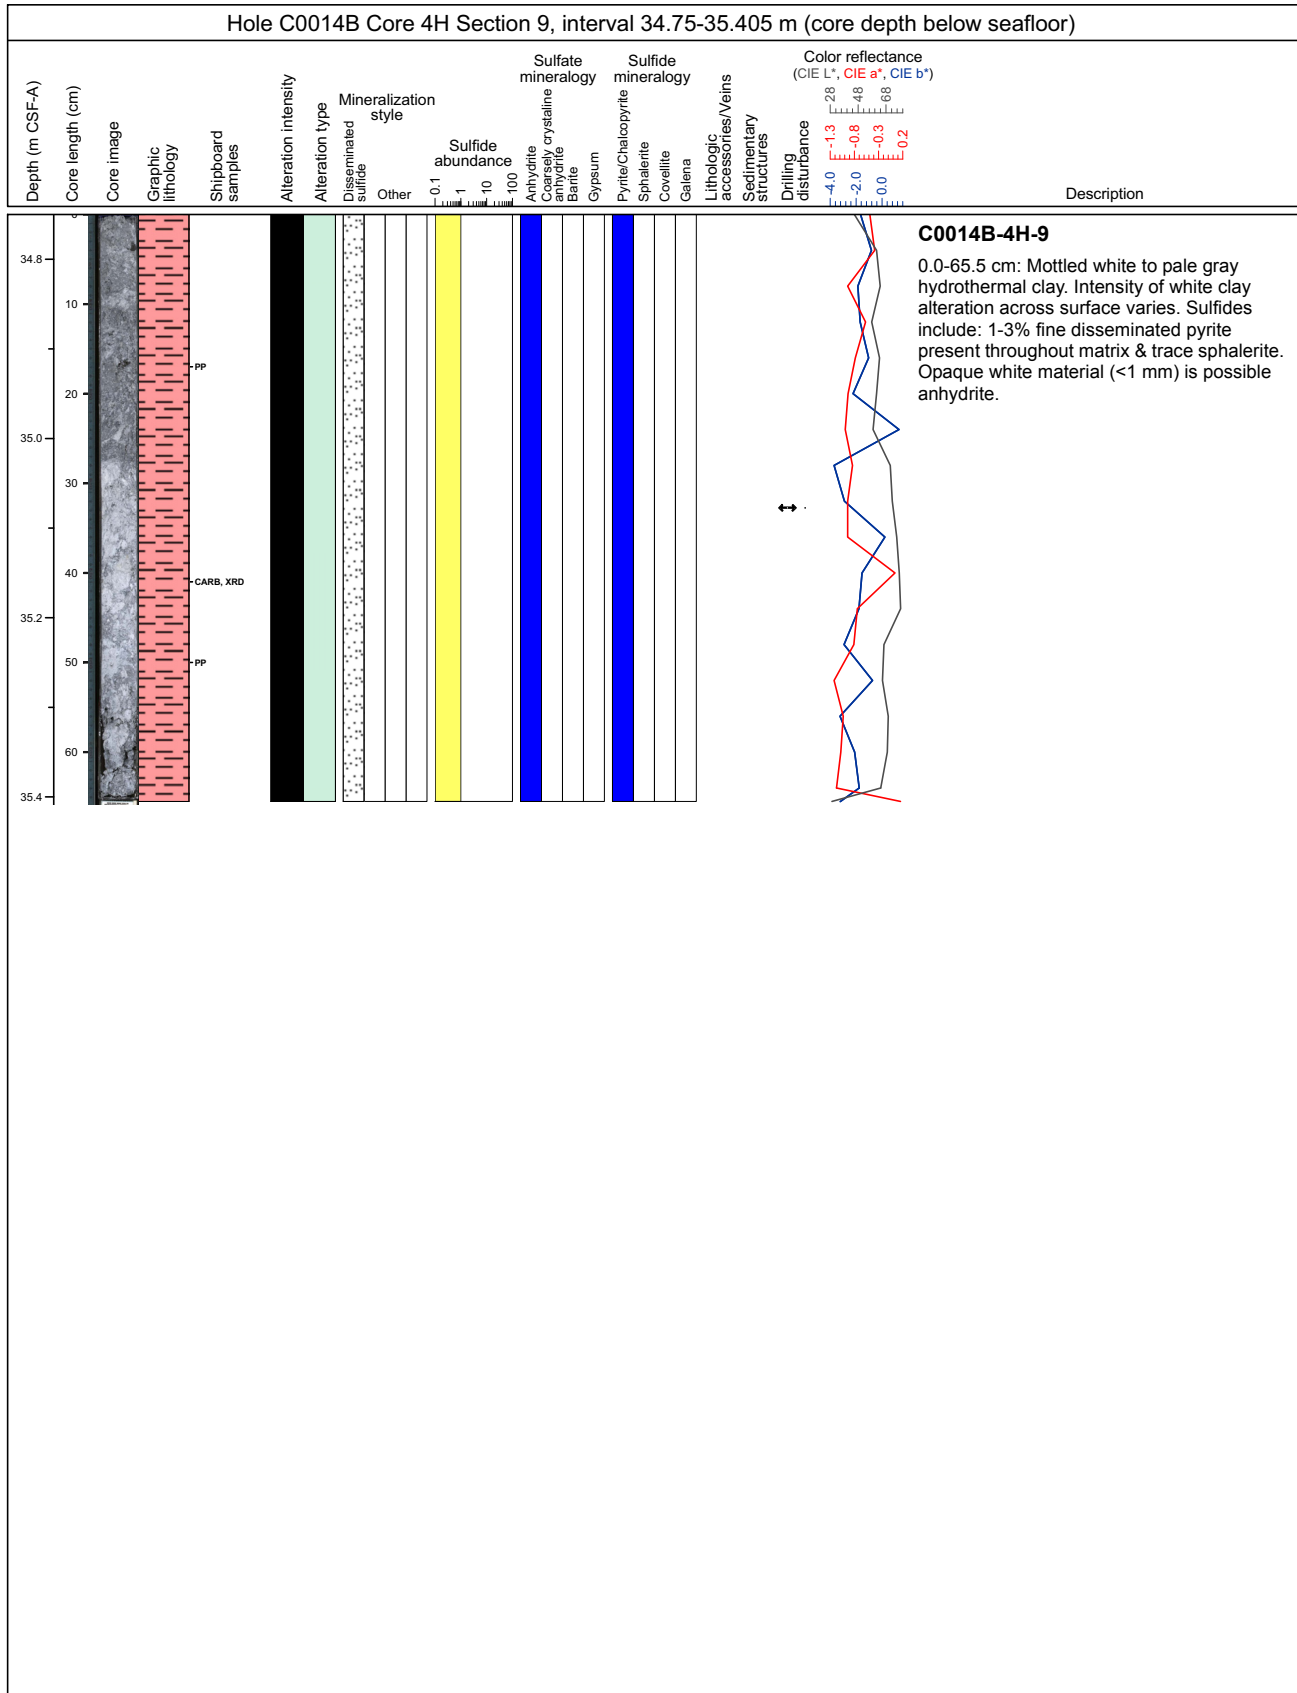 Hole C0014B Core 4H Section 9, interval 34.75-35.405 m (core depth below seafloor)
Depth (m CSF-A)
Core length (cm)
Core image
Graphic
lithology
Shipboard
samples
Alteration intensity
Alteration type
Mineralization
style
Disseminated
sulfide
Other
Sulfide
abundance
0.1
1
10
100
Sulfate
mineralogy
Anhydrite
Coarsely crystaline
anhydrite
Barite
Gypsum
Sulfide
mineralogy
Pyrite/Chalcopyrite
Sphalerite
Covellite
Galena
Lithologic
accessories/Veins
Sedimentary
structures
Drilling
disturbance
Color reflectance
(CIE L*, CIE a*, CIE b*)
28
48
68
-1.3
-0.8
-0.3
0.2
-4.0
-2.0
0.0
Description
34.8
35.0
35.2
35.4
0
10
20
30
40
50
60
PP
CARB, XRD
PP
C0014B-4H-9
0.0-65.5 cm: Mottled white to pale gray
hydrothermal clay. Intensity of white clay
alteration across surface varies. Sulfides
include: 1-3% fine disseminated pyrite
present throughout matrix & trace sphalerite.
Opaque white material (<1 mm) is possible
anhydrite.